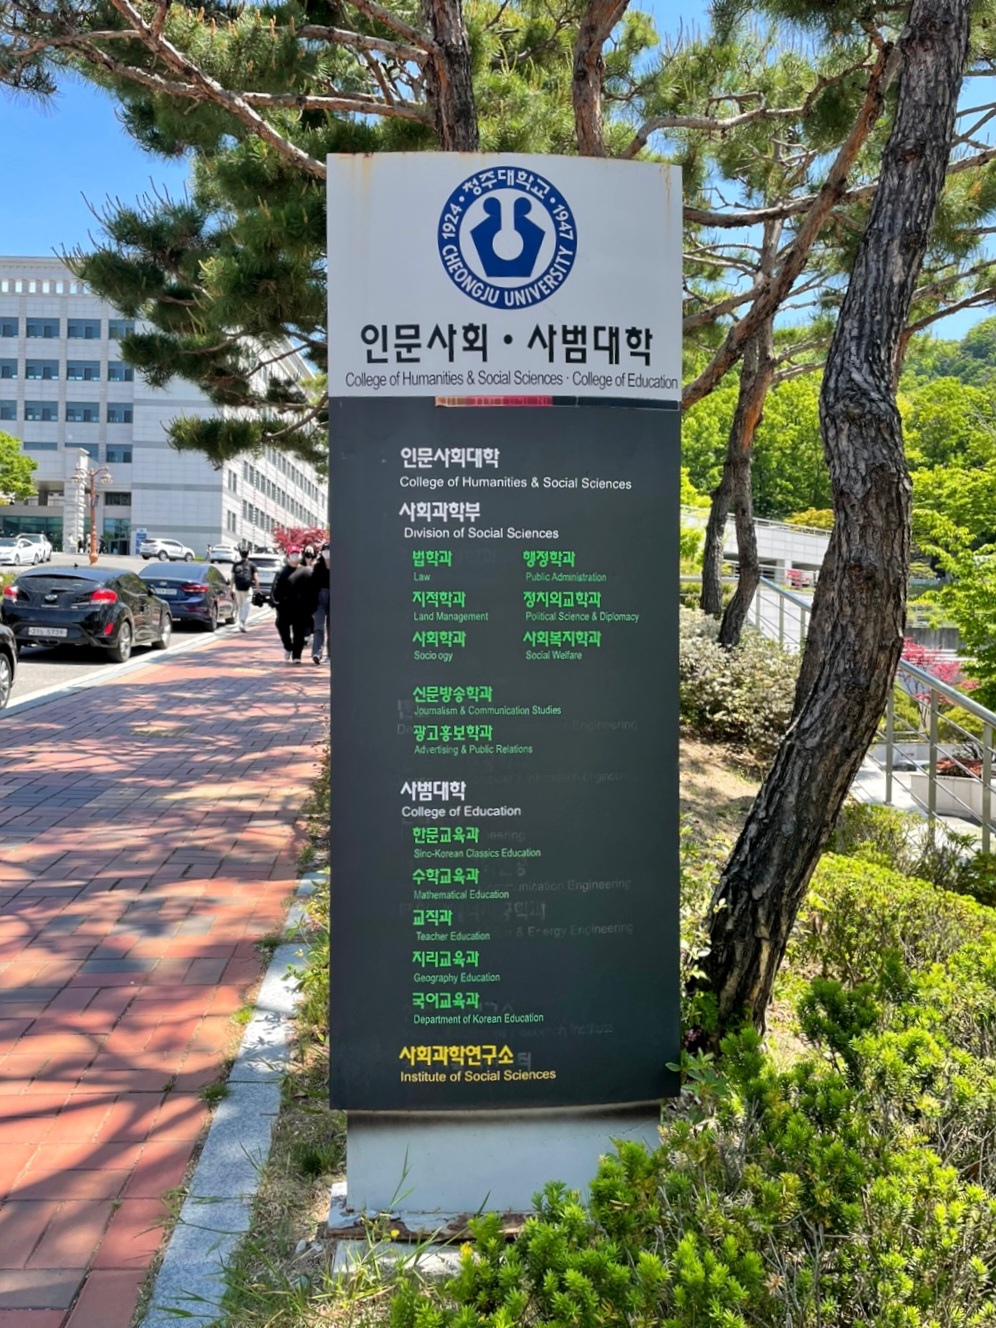 청주대학교
1924 · CHEONGJU UNIVERSITY · 1947
인문사회 · 사범대학
College of Humanities & Social Sciences · College of Education
인문사회대학
College of Humanities & Social Sciences
사회과학부
Division of Social Sciences
법학과 행정학과
Law Public Administration
지적학과 정치외교학과
Land Management Political Science & Diplomacy
사회학과 사회복지학과
Socio ogy Social Welfare
신문방송학과
Journalism & Communication Studies
광고홍보학과
Advertising & Public Relations
사범대학
College of Education
한문교육과
Sino-Korean Classics Education
수학교육과
Mathematical Education
교직과
Teacher Education
지리교육과
Geography Education
국어교육과
Department of Korean Education
사회과학연구소
Institute of Social Sciences